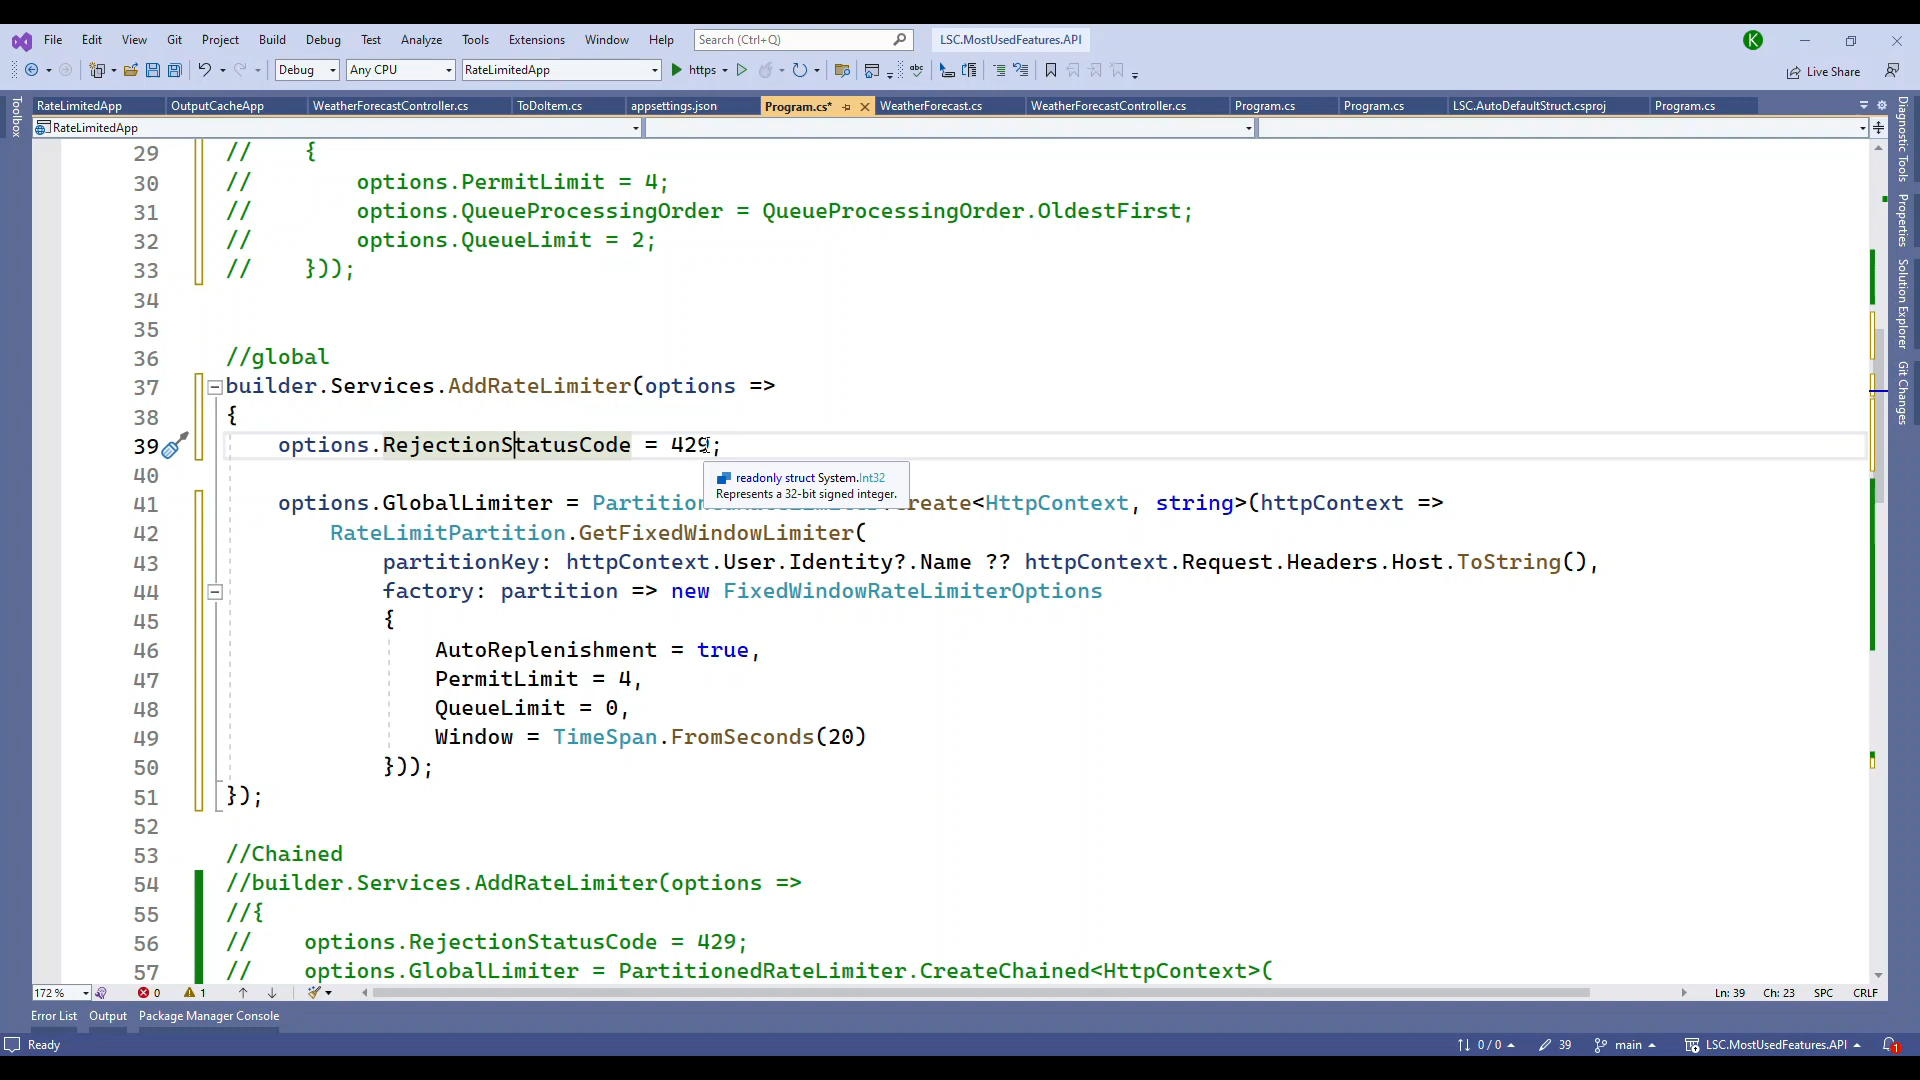 File Edit View Git Project Build Debug Test Analyze Tools Extensions Window Help Search (Ctrl+Q) LSC.MostUsedFeatures.API K
Debug Any CPU RateLimitedApp https Live Share
RateLimitedApp OutputCacheApp WeatherForecastController.cs ToDoItem.cs appsettings.json Program.cs* WeatherForecast.cs WeatherForecastController.cs Program.cs Program.cs LSC.AutoDefaultStruct.csproj Program.cs
RateLimitedApp
Toolbox
29 // {
30 // options.PermitLimit = 4;
31 // options.QueueProcessingOrder = QueueProcessingOrder.OldestFirst;
32 // options.QueueLimit = 2;
33 // }));
34
35
36 //global
37 builder.Services.AddRateLimiter(options =>
38 {
39 options.RejectionStatusCode = 429;
readonly struct System.Int32
Represents a 32-bit signed integer.
40
41 options.GlobalLimiter = Partition reate<HttpContext, string>(httpContext =>
42 RateLimitPartition.GetFixedWindowLimiter(
43 partitionKey: httpContext.User.Identity?.Name ?? httpContext.Request.Headers.Host.ToString(),
44 factory: partition => new FixedWindowRateLimiterOptions
45 {
46 AutoReplenishment = true,
47 PermitLimit = 4,
48 QueueLimit = 0,
49 Window = TimeSpan.FromSeconds(20)
50 }));
51 });
52
53 //Chained
54 //builder.Services.AddRateLimiter(options =>
55 //{
56 // options.RejectionStatusCode = 429;
57 // options.GlobalLimiter = PartitionedRateLimiter.CreateChained<HttpContext>(
Diagnostic Tools
Properties
Solution Explorer
Git Changes
172 % 0 1 Ln: 39 Ch: 23 SPC CRLF
Error List Output Package Manager Console
Ready 0 / 0 39 main LSC.MostUsedFeatures.API 1